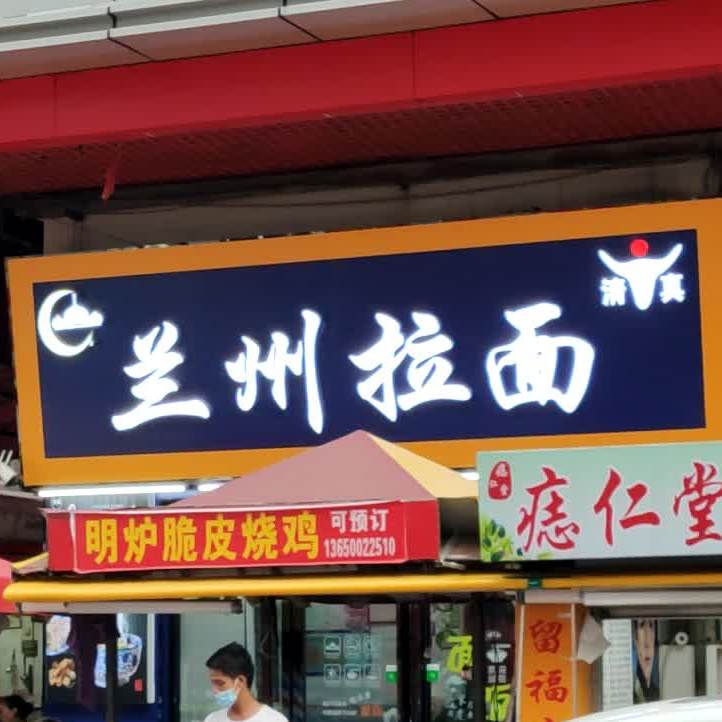 兰州拉面
清 真
明炉脆皮烧鸡
可预订
13650022510
痣仁堂
留福